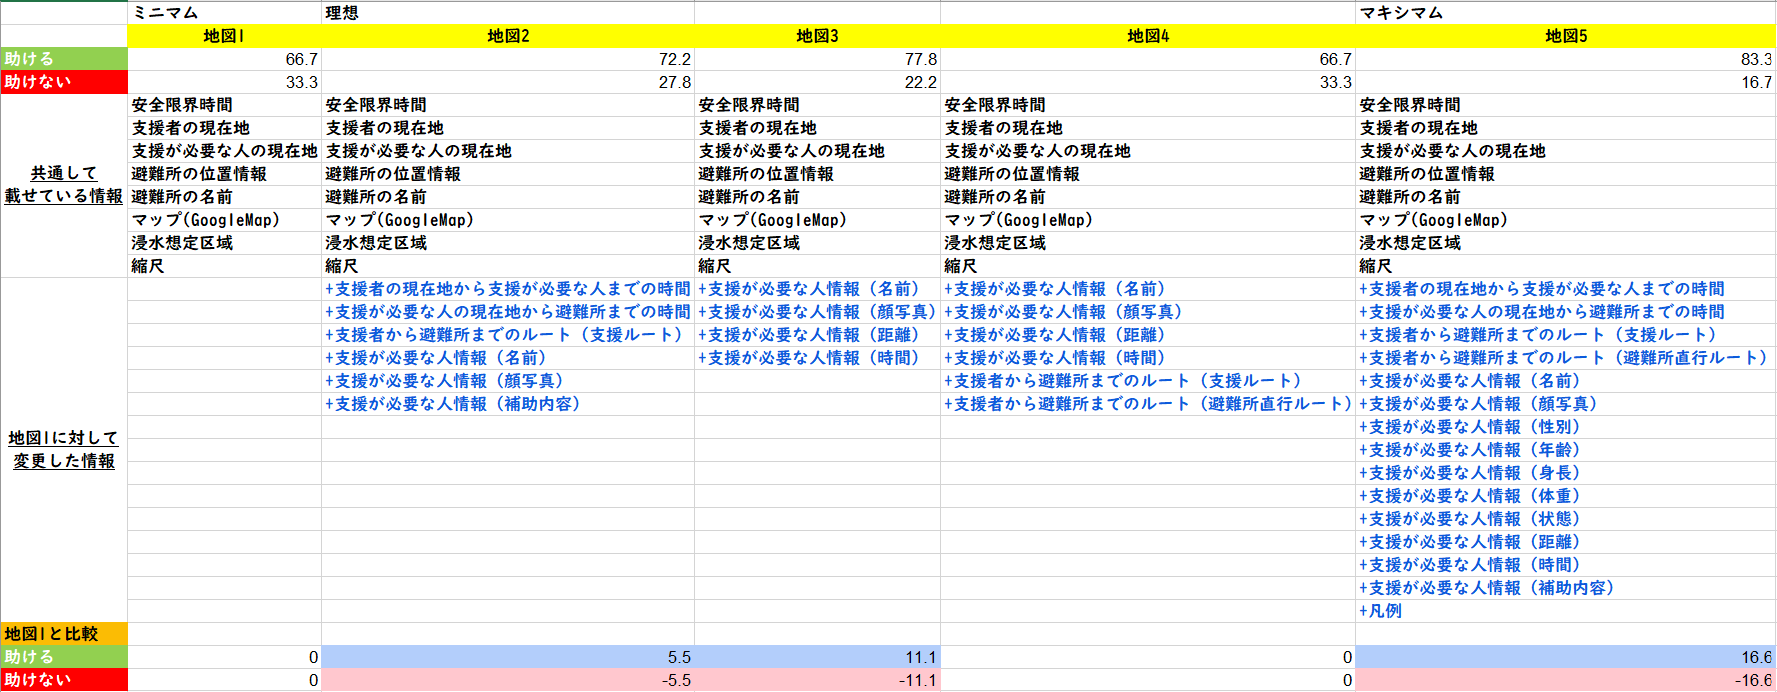 ミニマム 理想 マキシマム
地図1 地図2 地図3 地図4 地図5
助ける 66.7 72.2 77.8 66.7 83.3
助けない 33.3 27.8 22.2 33.3 16.7
共通して
載せている情報
安全限界時間 安全限界時間 安全限界時間 安全限界時間 安全限界時間
支援者の現在地 支援者の現在地 支援者の現在地 支援者の現在地 支援者の現在地
支援が必要な人の現在地 支援が必要な人の現在地 支援が必要な人の現在地 支援が必要な人の現在地 支援が必要な人の現在地
避難所の位置情報 避難所の位置情報 避難所の位置情報 避難所の位置情報 避難所の位置情報
避難所の名前 避難所の名前 避難所の名前 避難所の名前 避難所の名前
マップ(GoogleMap) マップ(GoogleMap) マップ(GoogleMap) マップ(GoogleMap) マップ(GoogleMap)
浸水想定区域 浸水想定区域 浸水想定区域 浸水想定区域 浸水想定区域
縮尺 縮尺 縮尺 縮尺 縮尺
地図1に対して
変更した情報
+支援者の現在地から支援が必要な人までの時間 +支援が必要な人情報（名前） +支援が必要な人情報（名前） +支援者の現在地から支援が必要な人までの時間
+支援が必要な人の現在地から避難所までの時間 +支援が必要な人情報（顔写真） +支援が必要な人情報（顔写真） +支援が必要な人の現在地から避難所までの時間
+支援者から避難所までのルート（支援ルート） +支援が必要な人情報（距離） +支援が必要な人情報（距離） +支援者から避難所までのルート（支援ルート）
+支援が必要な人情報（名前） +支援が必要な人情報（時間） +支援が必要な人情報（時間） +支援者から避難所までのルート（避難所直行ルート）
+支援が必要な人情報（顔写真） +支援者から避難所までのルート（支援ルート） +支援が必要な人情報（名前）
+支援が必要な人情報（補助内容） +支援者から避難所までのルート（避難所直行ルート） +支援が必要な人情報（顔写真）
+支援が必要な人情報（性別）
+支援が必要な人情報（年齢）
+支援が必要な人情報（身長）
+支援が必要な人情報（体重）
+支援が必要な人情報（状態）
+支援が必要な人情報（距離）
+支援が必要な人情報（時間）
+支援が必要な人情報（補助内容）
+凡例
地図1と比較
助ける 0 5.5 11.1 0 16.6
助けない 0 -5.5 -11.1 0 -16.6